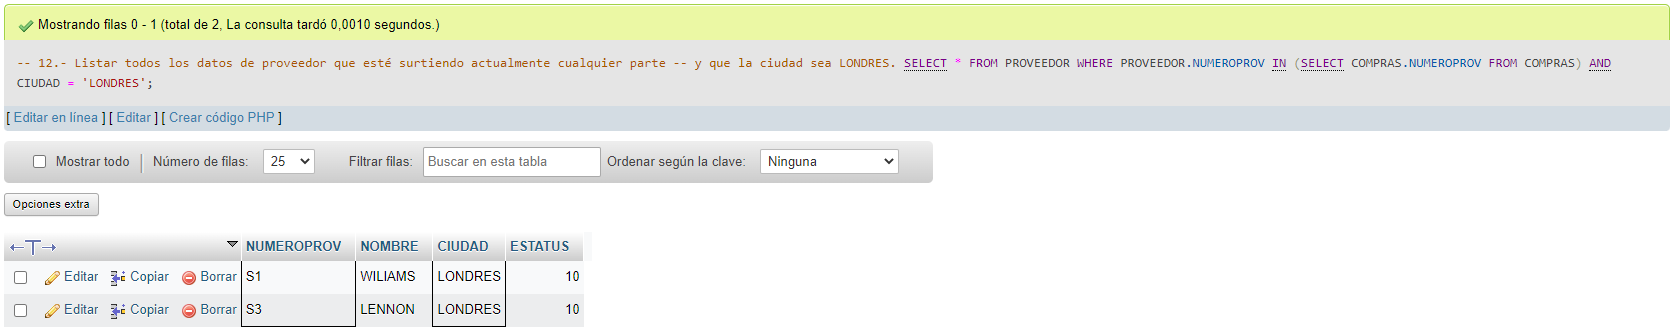 Mostrando filas 0 - 1 (total de 2, La consulta tardó 0,0010 segundos.)
-- 12.- Listar todos los datos de proveedor que esté surtiendo actualmente cualquier parte -- y que la ciudad sea LONDRES. SELECT * FROM PROVEEDOR WHERE PROVEEDOR.NUMEROPROV IN (SELECT COMPRAS.NUMEROPROV FROM COMPRAS) AND
CIUDAD = 'LONDRES';
[ Editar en línea ] [ Editar ] [ Crear código PHP ]
Mostrar todo Número de filas: 25 Filtrar filas: Buscar en esta tabla Ordenar según la clave: Ninguna
Opciones extra
←T→ NUMEROPROV NOMBRE CIUDAD ESTATUS
Editar Copiar Borrar S1 WILIAMS LONDRES 10
Editar Copiar Borrar S3 LENNON LONDRES 10